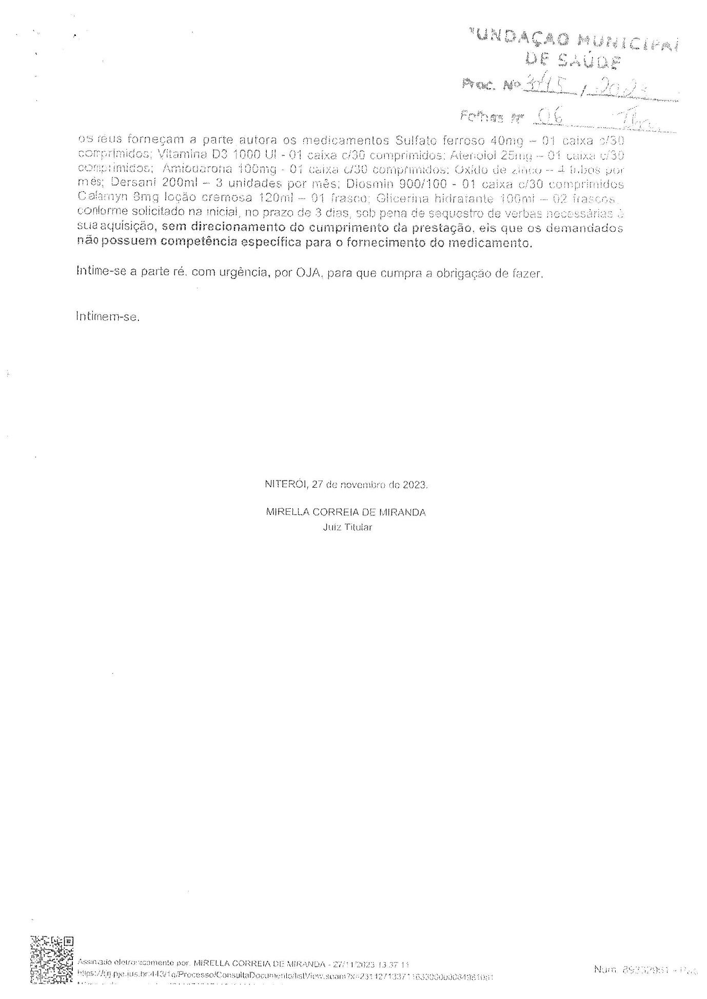 UNDAÇAO MUNICIPAL
DE SAÚDE
Proc. Nº / 2023
Folhas nº 06
os réus forneçam a parte autora os medicamentos Sulfato ferroso 40mg – 01 caixa c/30
comprimidos; Vitamina D3 1000 UI - 01 caixa c/30 comprimidos; Atenolol 25mg – 01 caixa c/30
comprimidos; Amiodarona 100mg - 01 caixa c/30 comprimidos; Oxido de zinco – 4 tubos por
mês; Dersani 200ml – 3 unidades por mês; Diosmin 900/100 - 01 caixa c/30 comprimidos
Calamyn 8mg loção cremosa 120ml – 01 frasco; Glicerina hidratante 100ml – 02 frascos,
conforme solicitado na inicial, no prazo de 3 dias, sob pena de sequestro de verbas necessárias à
sua aquisição, sem direcionamento do cumprimento da prestação, eis que os demandados
não possuem competência específica para o fornecimento do medicamento.
Intime-se a parte ré, com urgência, por OJA, para que cumpra a obrigação de fazer.
Intimem-se.
NITERÓI, 27 de novembro de 2023.
MIRELLA CORREIA DE MIRANDA
Juiz Titular
Assinado eletronicamente por: MIRELLA CORREIA DE MIRANDA - 27/11/2023 13:37:11
https://tjrj.pje.jus.br:443/1g/Processo/ConsultaDocumento/listView.seam?x=
Num.